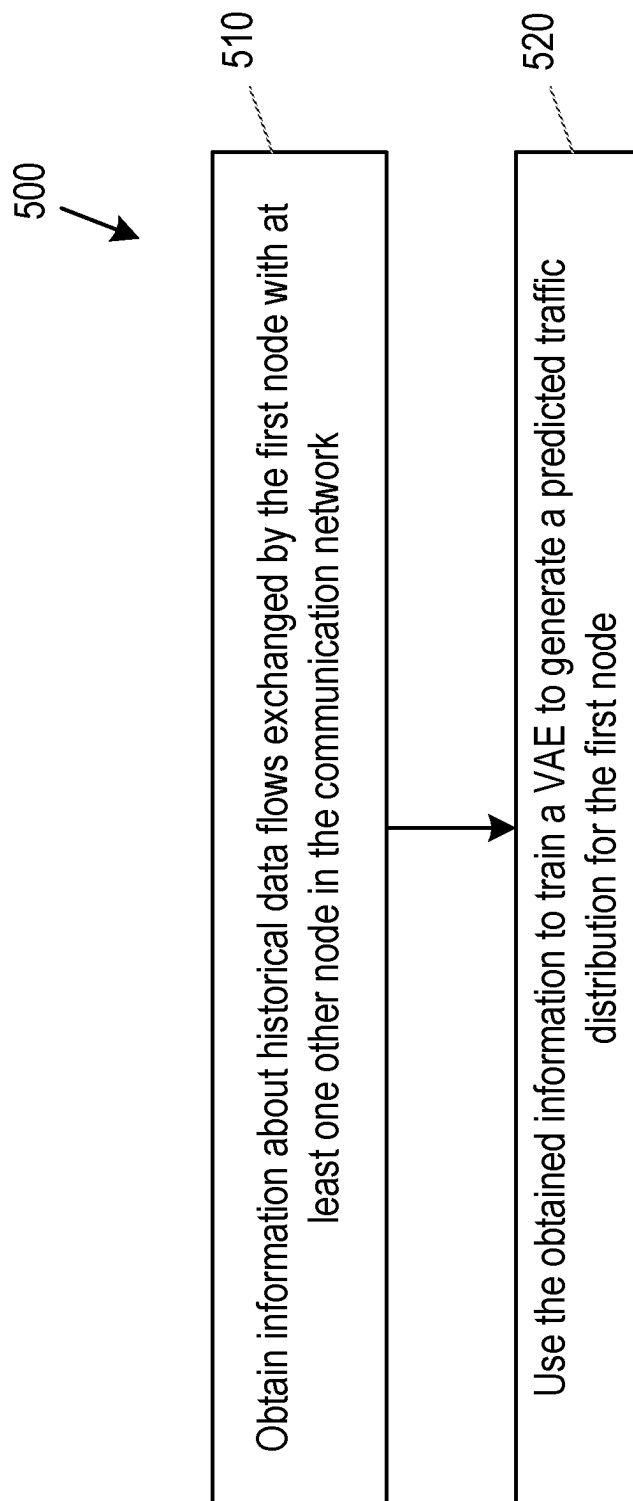 500
510
Obtain information about historical data flows exchanged by the first node with at
least one other node in the communication network
520
Use the obtained information to train a VAE to generate a predicted traffic
distribution for the first node